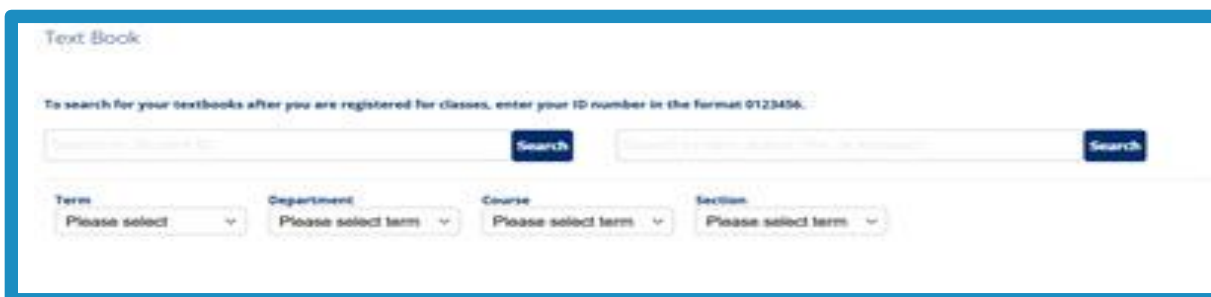 Text Book
To search for your textbooks after you are registered for classes, enter your ID number in the format 0123456.
Search Search
Term Department Course Section
Please select Please select term Please select term Please select term